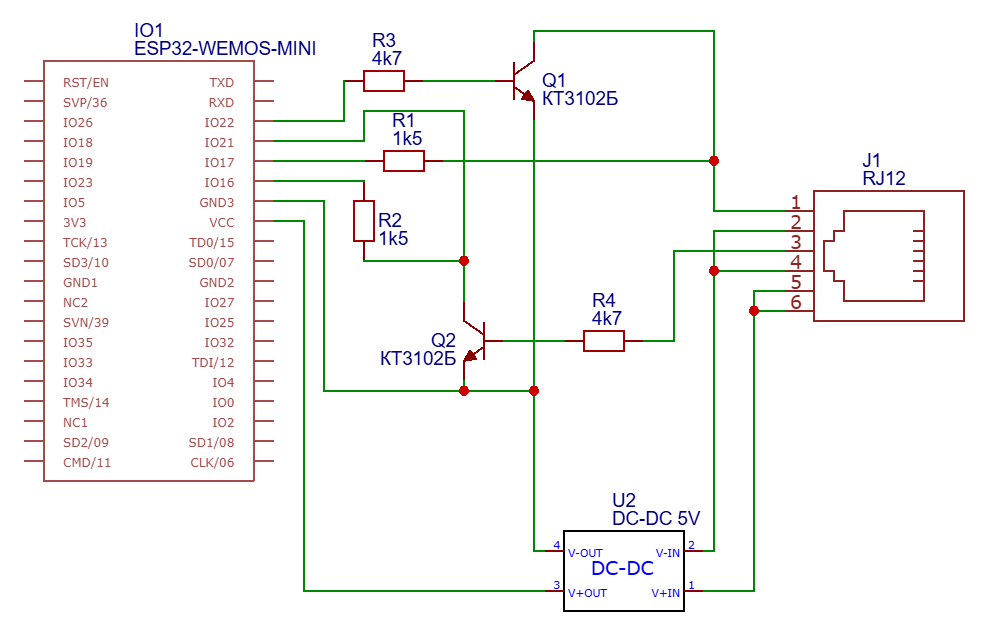 IO1
ESP32-WEMOS-MINI
RST/EN TXD
SVP/36 RXD
IO26 IO22
IO18 IO21
IO19 IO17
IO23 IO16
IO5 GND3
3V3 VCC
TCK/13 TD0/15
SD3/10 SD0/07
GND1 GND2
NC2 IO27
SVN/39 IO25
IO35 IO32
IO33 TDI/12
IO34 IO4
TMS/14 IO0
NC1 IO2
SD2/09 SD1/08
CMD/11 CLK/06
R3
4k7
Q1
КТ3102Б
R1
1k5
R2
1k5
J1
RJ12
1
2
3
4
5
6
R4
4k7
Q2
КТ3102Б
U2
DC-DC 5V
4 2
V-OUT V-IN
DC-DC
3 1
V+OUT V+IN